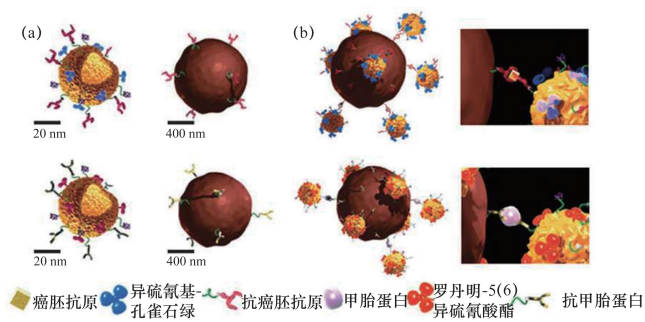 (a)
(b)
20 nm
400 nm
20 nm
400 nm
癌胚抗原
异硫氰基-
孔雀石绿
抗癌胚抗原
甲胎蛋白
罗丹明-5(6)
异硫氰酸酯
抗甲胎蛋白